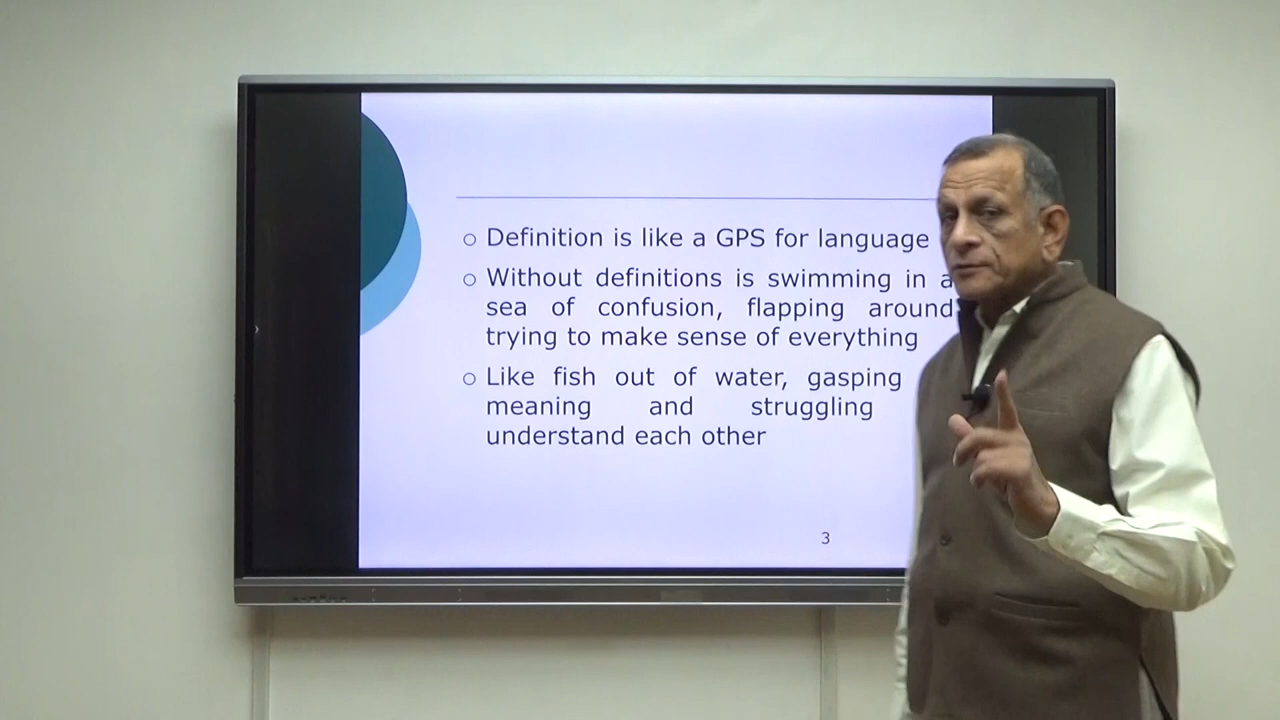 Definition is like a GPS for language
Without definitions is swimming in a
sea of confusion, flapping around
trying to make sense of everything
Like fish out of water, gasping
meaning and struggling
understand each other
3